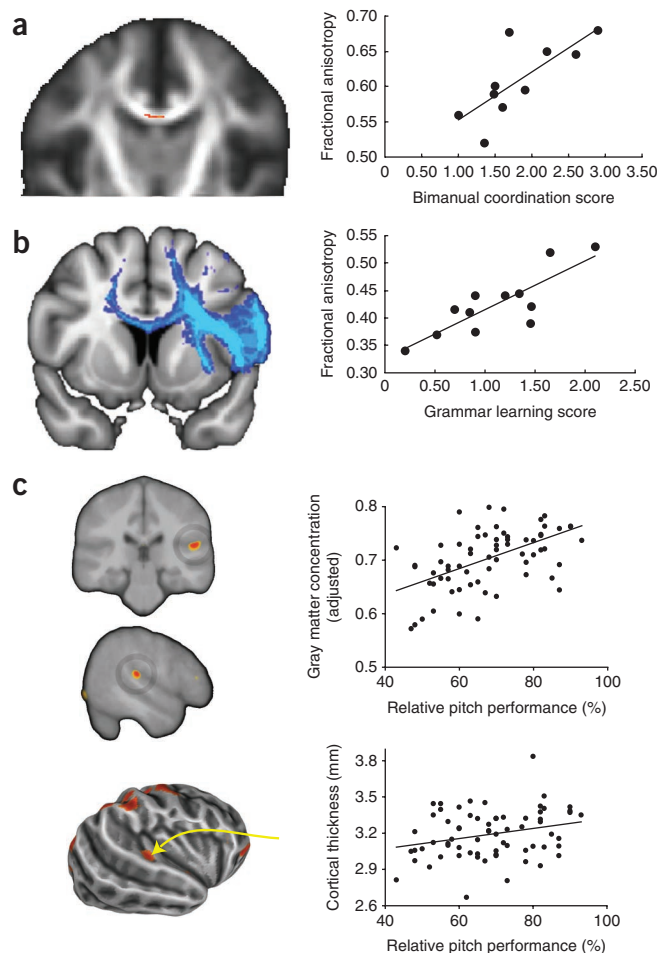 a
0.70
0.65
0.60
0.55
0.50
Fractional anisotropy
0 1.00 1.50 2.00 2.50 3.00 3.50
Bimanual coordination score
b
0.55
0.50
0.45
0.40
0.35
0.30
Fractional anisotropy
0 0.50 1.00 1.50 2.00 2.50
Grammar learning score
c
0.8
0.7
0.6
0.5
Gray matter concentration
(adjusted)
40 60 80 100
Relative pitch performance (%)
3.8
3.4
3.2
2.9
2.6
Cortical thickness (mm)
40 60 80 100
Relative pitch performance (%)